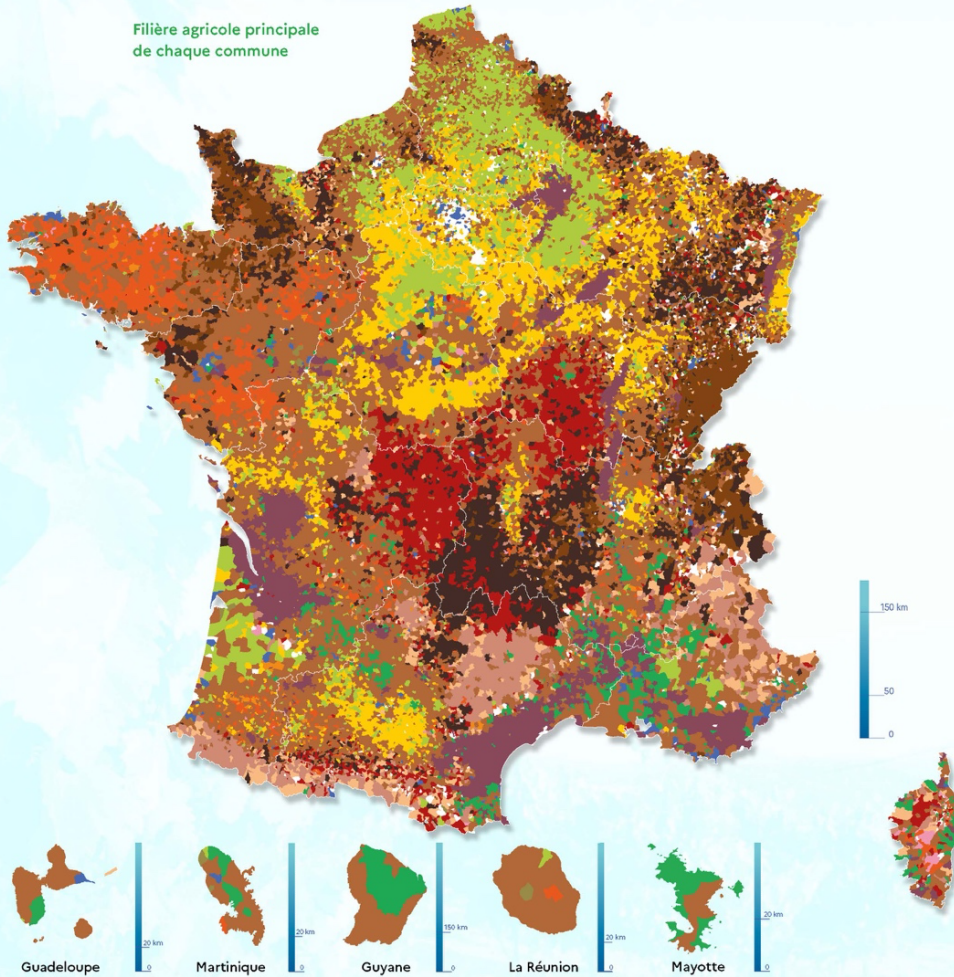 Filière agricole principale
de chaque commune
150 km
50
0
20 km
0
20 km
0
150 km
0
20 km
0
20 km
0
Guadeloupe
Martinique
Guyane
La Réunion
Mayotte